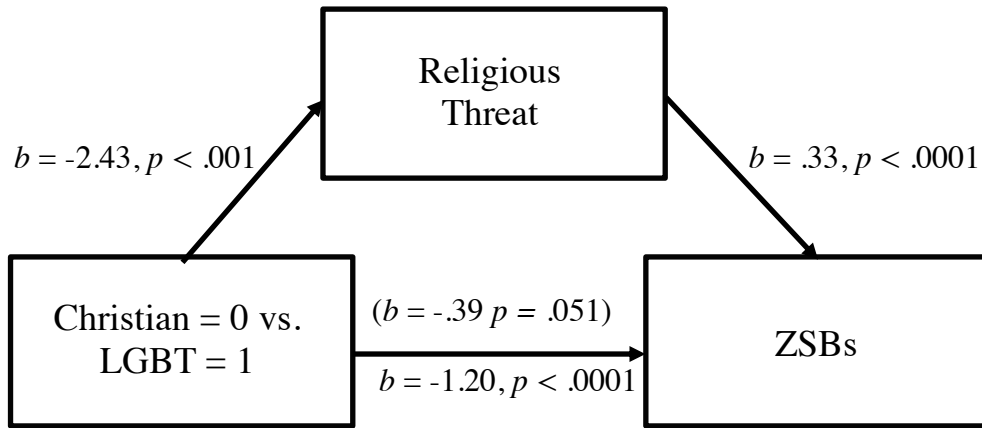 Religious
Threat
b = -2.43, p < .001
b = .33, p < .0001
Christian = 0 vs.
LGBT = 1
(b = -.39 p = .051)
b = -1.20, p < .0001
ZSBs